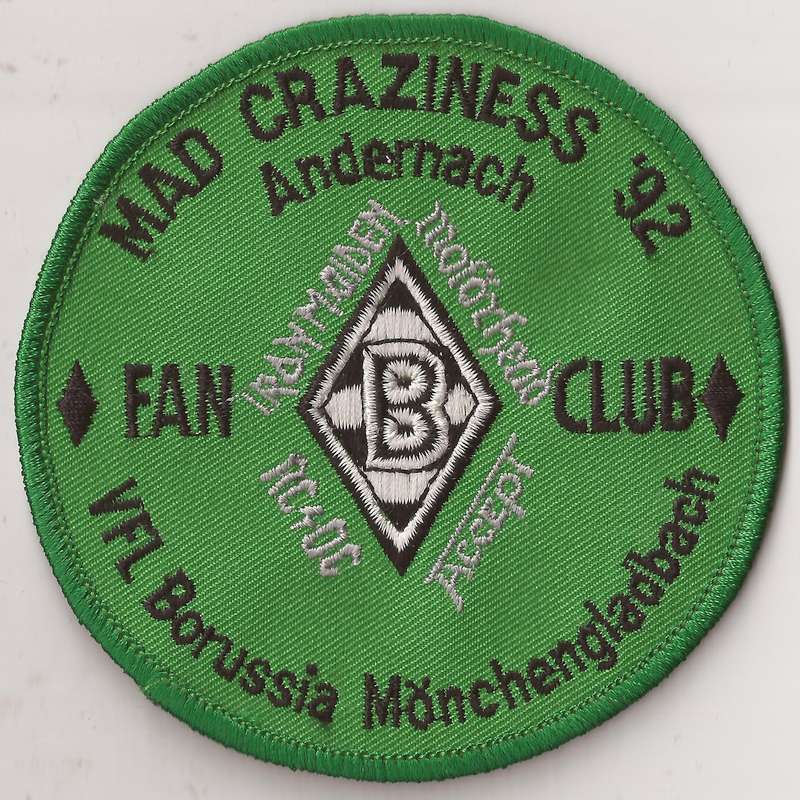 MAD CRAZINESS '92
Andernach
IRON MAIDEN
Motörhead
FAN
B
CLUB
AC⚡DC
Accept
VFL Borussia Mönchengladbach